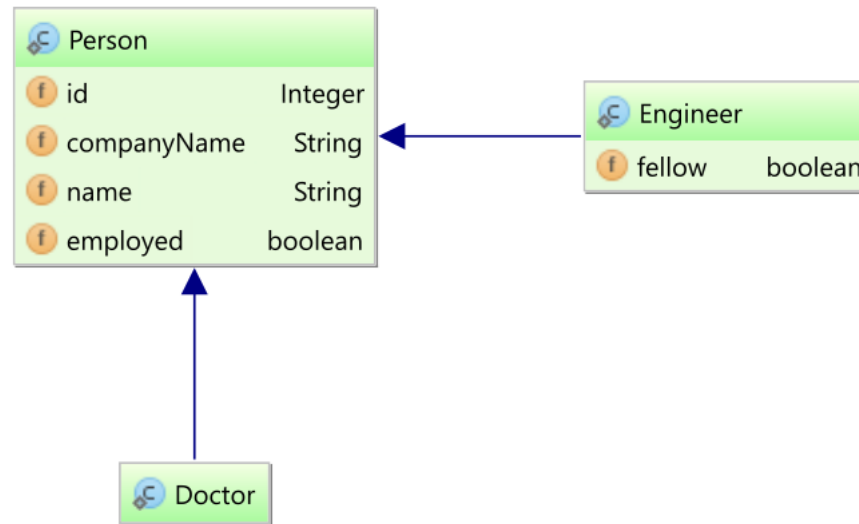 Person
id Integer
companyName String
name String
employed boolean
Engineer
fellow boolean
Doctor